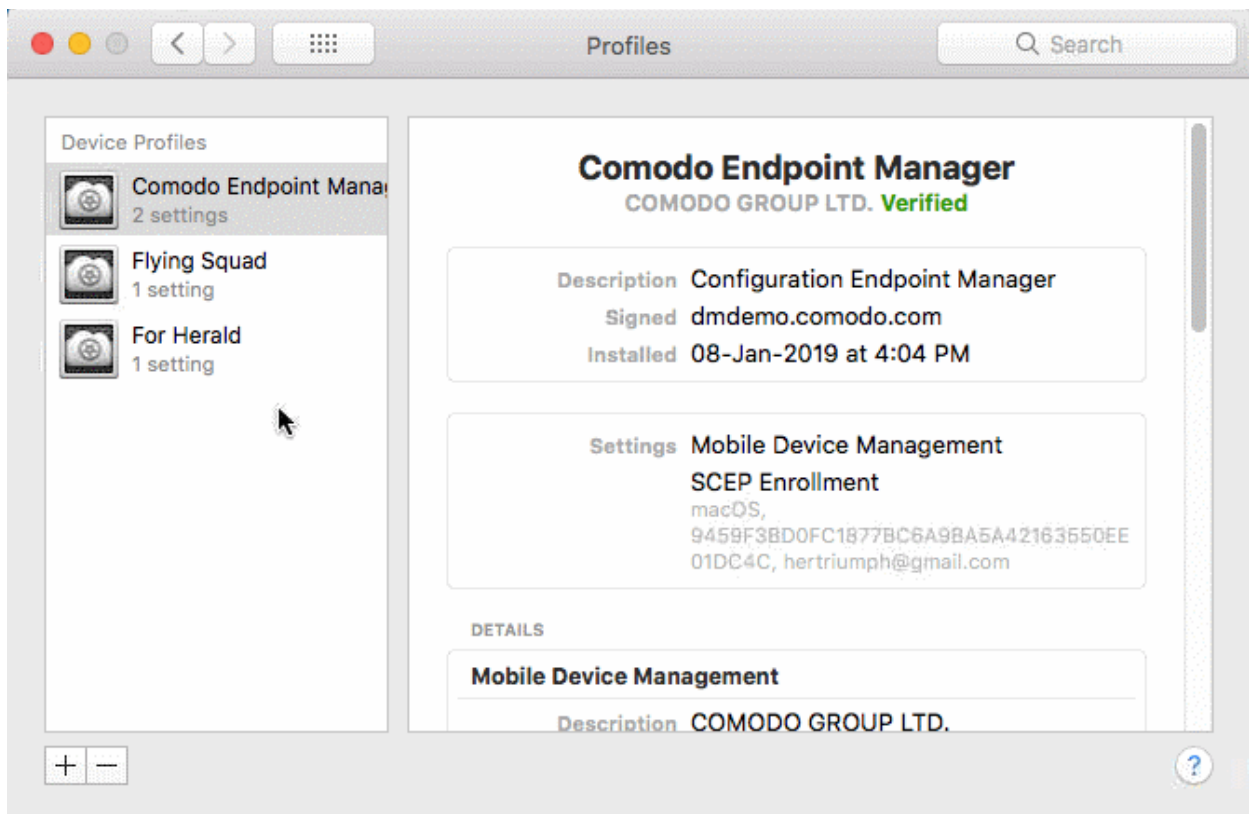 Profiles
Search
Device Profiles
Comodo Endpoint Mana
2 settings
Flying Squad
1 setting
For Herald
1 setting
Comodo Endpoint Manager
COMODO GROUP LTD. Verified
Description Configuration Endpoint Manager
Signed dmdemo.comodo.com
Installed 08-Jan-2019 at 4:04 PM
Settings Mobile Device Management
SCEP Enrollment
macOS,
9459F3BD0FC1877BC6A9BA5A42163550EE
01DC4C, hertriumph@gmail.com
DETAILS
Mobile Device Management
Description COMODO GROUP LTD.
+ −
?